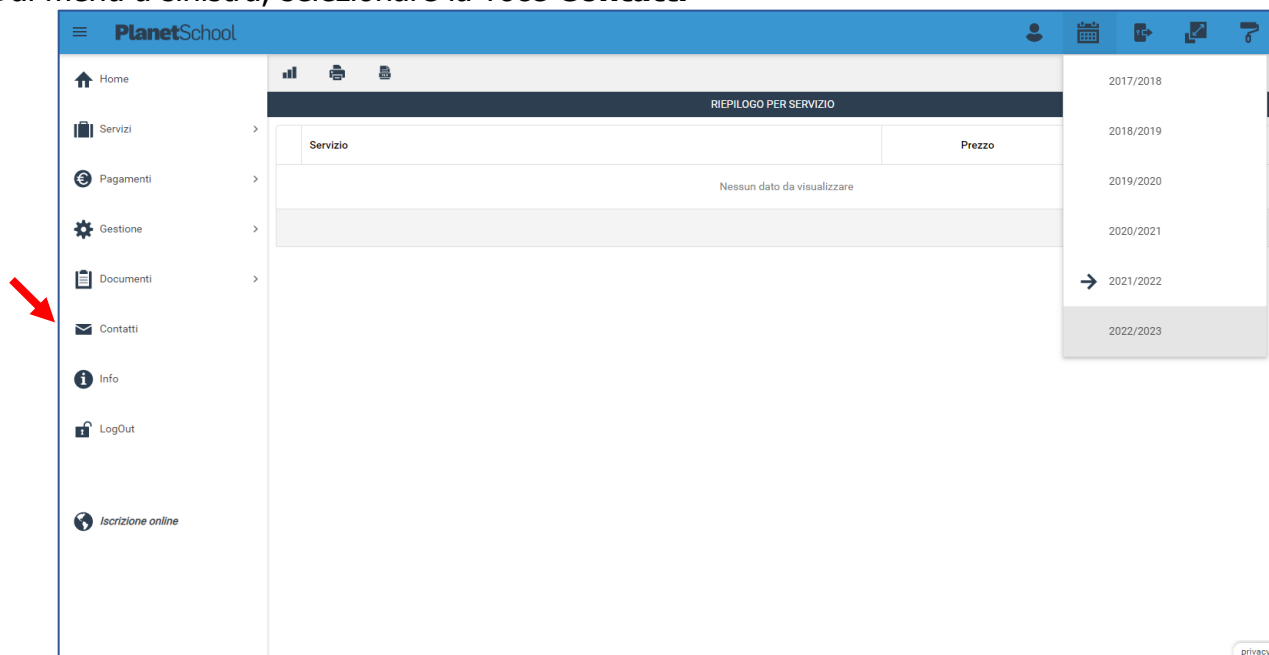 PlanetSchool
Home
Servizi
Pagamenti
Gestione
Documenti
Contatti
Info
LogOut
Iscrizione online
RIEPILOGO PER SERVIZIO
Servizio Prezzo
Nessun dato da visualizzare
2017/2018
2018/2019
2019/2020
2020/2021
2021/2022
2022/2023
privacy